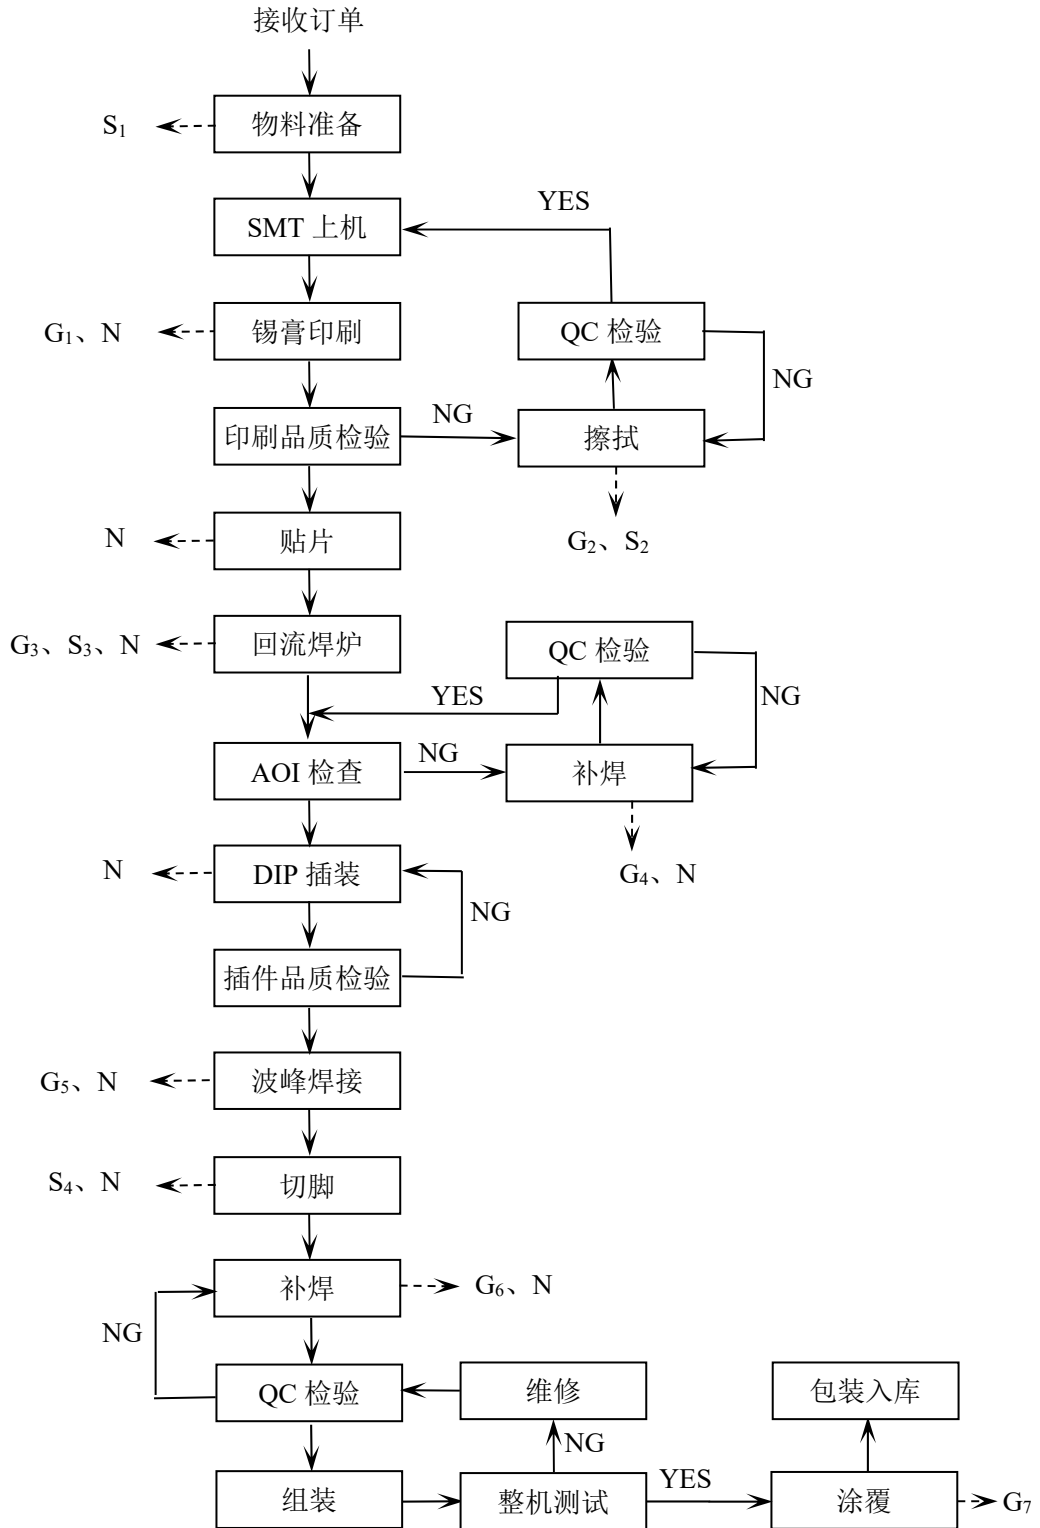 接收订单
S1
物料准备
YES
SMT 上机
G1、N
锡膏印刷
QC 检验
NG
NG
印刷品质检验
擦拭
N
贴片
G2、S2
G3、S3、N
回流焊炉
QC 检验
YES
NG
NG
AOI 检查
补焊
N
DIP 插装
G4、N
NG
插件品质检验
G5、N
波峰焊接
S4、N
切脚
补焊
G6、N
NG
QC 检验
维修
包装入库
NG
组装
整机测试
YES
涂覆
G7